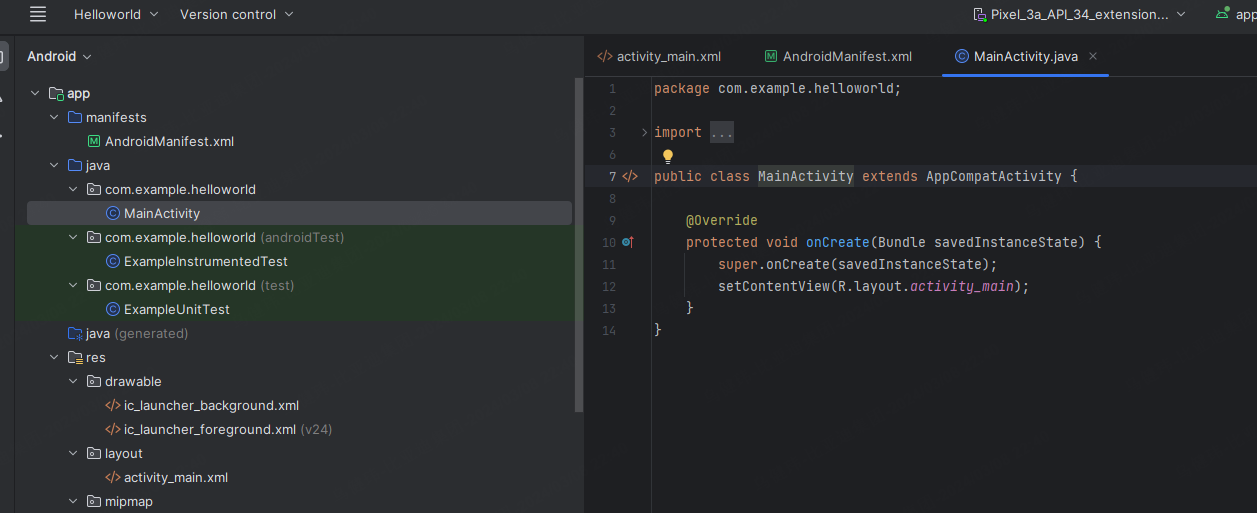 Helloworld Version control Pixel_3a_API_34_extension... app
Android
app
manifests
AndroidManifest.xml
java
com.example.helloworld
MainActivity
com.example.helloworld (androidTest)
ExampleInstrumentedTest
com.example.helloworld (test)
ExampleUnitTest
java (generated)
res
drawable
ic_launcher_background.xml
ic_launcher_foreground.xml (v24)
layout
activity_main.xml
mipmap
activity_main.xml AndroidManifest.xml MainActivity.java
1 package com.example.helloworld;
2
3 import ...
6
7 public class MainActivity extends AppCompatActivity {
8
9 @Override
10 protected void onCreate(Bundle savedInstanceState) {
11 super.onCreate(savedInstanceState);
12 setContentView(R.layout.activity_main);
13 }
14 }